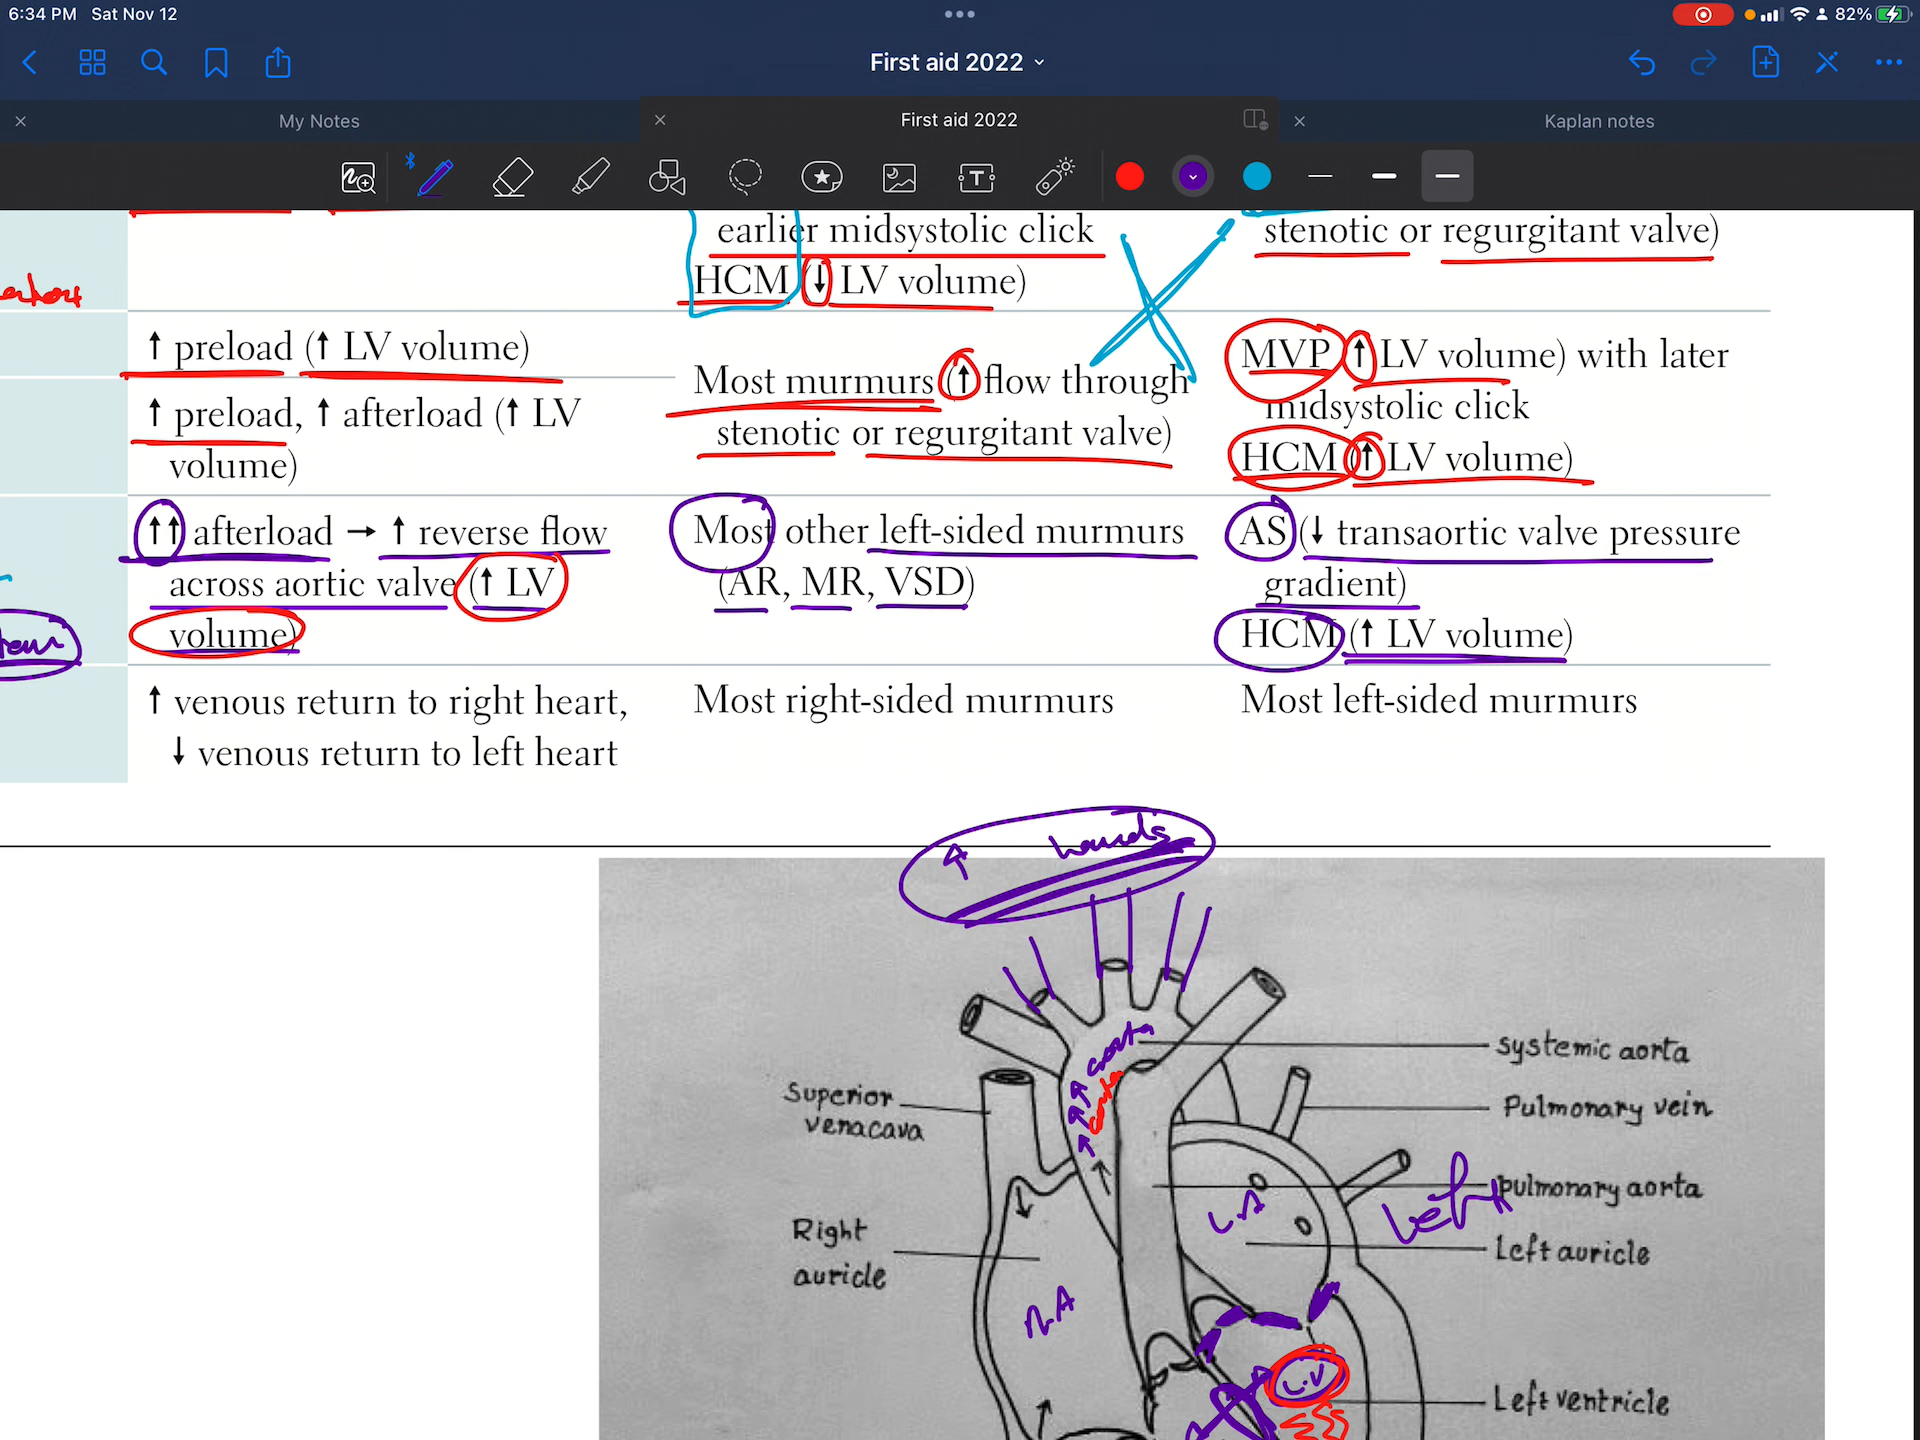 6:34 PM Sat Nov 12
82%
First aid 2022
My Notes
First aid 2022
Kaplan notes
earlier midsystolic click
HCM (↓ LV volume)
stenotic or regurgitant valve)
↑ preload (↑ LV volume)
↑ preload, ↑ afterload (↑ LV
volume)
Most murmurs (↑ flow through
stenotic or regurgitant valve)
MVP (↑ LV volume) with later
midsystolic click
HCM (↑ LV volume)
↑↑ afterload → ↑ reverse flow
across aortic valve (↑ LV
volume)
Most other left-sided murmurs
(AR, MR, VSD)
AS (↓ transaortic valve pressure
gradient)
HCM (↑ LV volume)
↑ venous return to right heart,
↓ venous return to left heart
Most right-sided murmurs
Most left-sided murmurs
↑ hands
aorta
systemic aorta
Superior
venacava
Pulmonary vein
pulmonary aorta
Left
L.A
Right
auricle
Left auricle
RA
L.V
Left ventricle